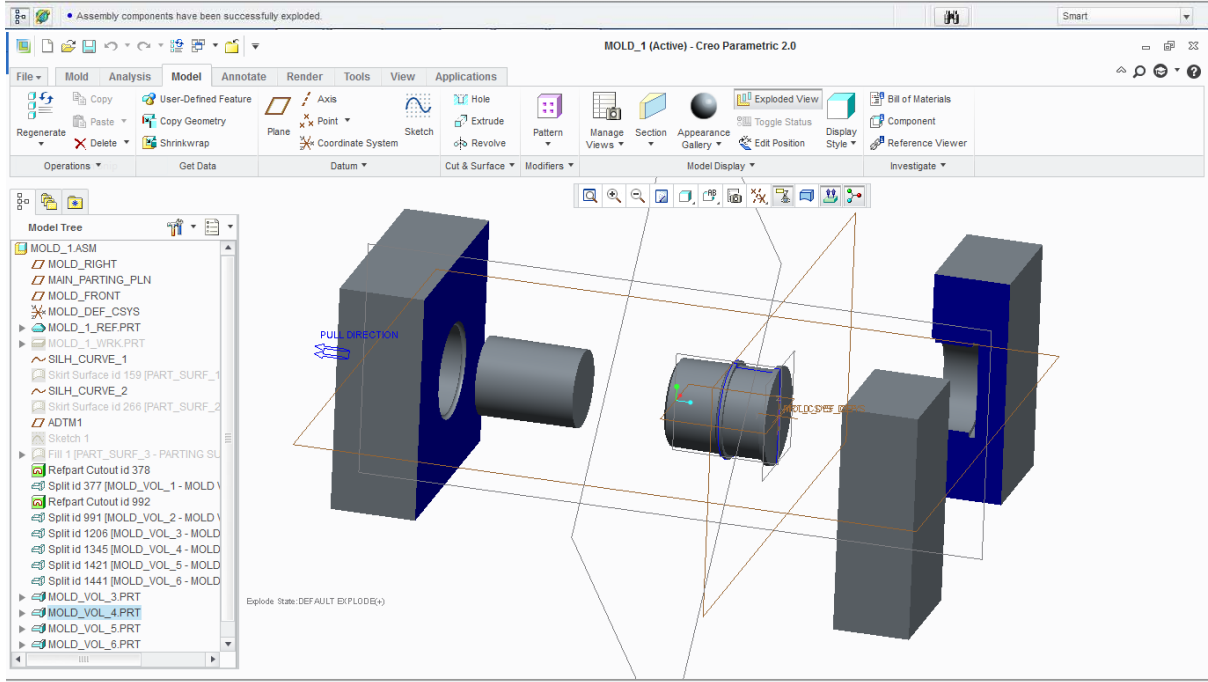 Assembly components have been successfully exploded.
Smart
MOLD_1 (Active) - Creo Parametric 2.0
File Mold Analysis Model Annotate Render Tools View Applications
Regenerate
Copy
Paste
Delete
User-Defined Feature
Copy Geometry
Shrinkwrap
Plane
Axis
Point
Coordinate System
Sketch
Hole
Extrude
Revolve
Pattern
Manage Views
Section
Appearance Gallery
Exploded View
Toggle Status
Edit Position
Display Style
Bill of Materials
Component
Reference Viewer
Operations Get Data Datum Cut & Surface Modifiers Model Display Investigate
Model Tree
MOLD_1.ASM
MOLD_RIGHT
MAIN_PARTING_PLN
MOLD_FRONT
MOLD_DEF_CSYS
MOLD_1_REF.PRT
MOLD_1_WRK.PRT
SILH_CURVE_1
Skirt Surface id 159 [PART_SURF_1
SILH_CURVE_2
Skirt Surface id 266 [PART_SURF_2
ADTM1
Sketch 1
Fill 1 [PART_SURF_3 - PARTING SU
Refpart Cutout id 378
Split id 377 [MOLD_VOL_1 - MOLD V
Refpart Cutout id 992
Split id 991 [MOLD_VOL_2 - MOLD V
Split id 1206 [MOLD_VOL_3 - MOLD
Split id 1345 [MOLD_VOL_4 - MOLD
Split id 1421 [MOLD_VOL_5 - MOLD
Split id 1441 [MOLD_VOL_6 - MOLD
MOLD_VOL_3.PRT
MOLD_VOL_4.PRT
MOLD_VOL_5.PRT
MOLD_VOL_6.PRT
PULL DIRECTION
Explode State:DEFAULT EXPLODE(+)